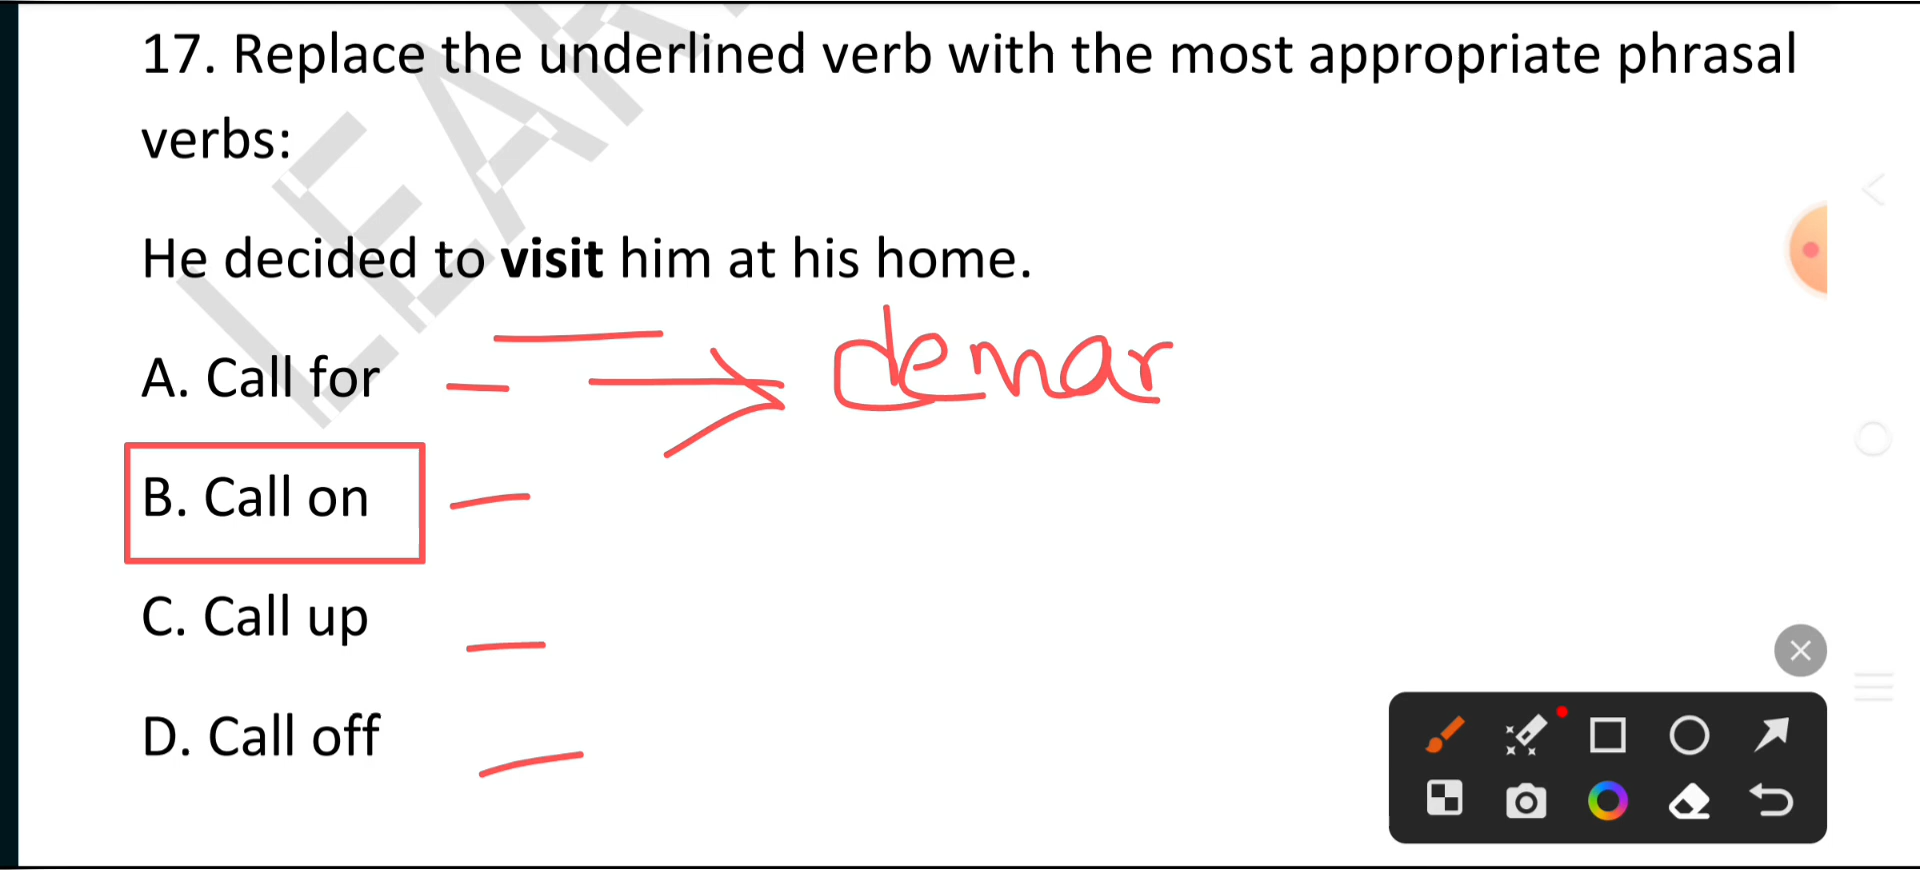 17. Replace the underlined verb with the most appropriate phrasal
verbs:
He decided to visit him at his home.
A. Call for
demar
B. Call on
C. Call up
D. Call off